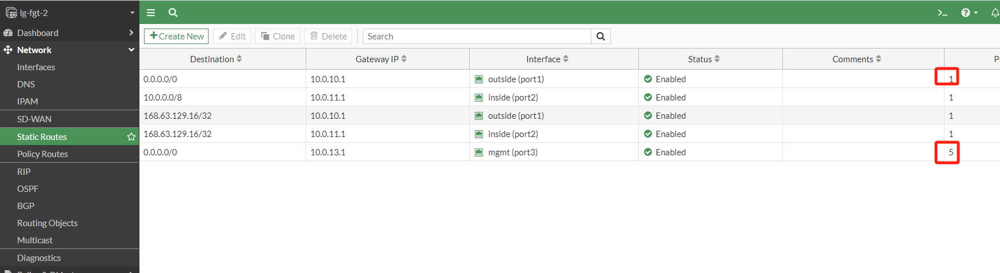 lg-fgt-2
Dashboard
Network
Interfaces
DNS
IPAM
SD-WAN
Static Routes
Policy Routes
RIP
OSPF
BGP
Routing Objects
Multicast
Diagnostics
Create New Edit Clone Delete Search
Destination Gateway IP Interface Status Comments
0.0.0.0/0 10.0.10.1 outside (port1) Enabled 1
10.0.0.0/8 10.0.11.1 inside (port2) Enabled 1
168.63.129.16/32 10.0.10.1 outside (port1) Enabled 1
168.63.129.16/32 10.0.11.1 inside (port2) Enabled 1
0.0.0.0/0 10.0.13.1 mgmt (port3) Enabled 5